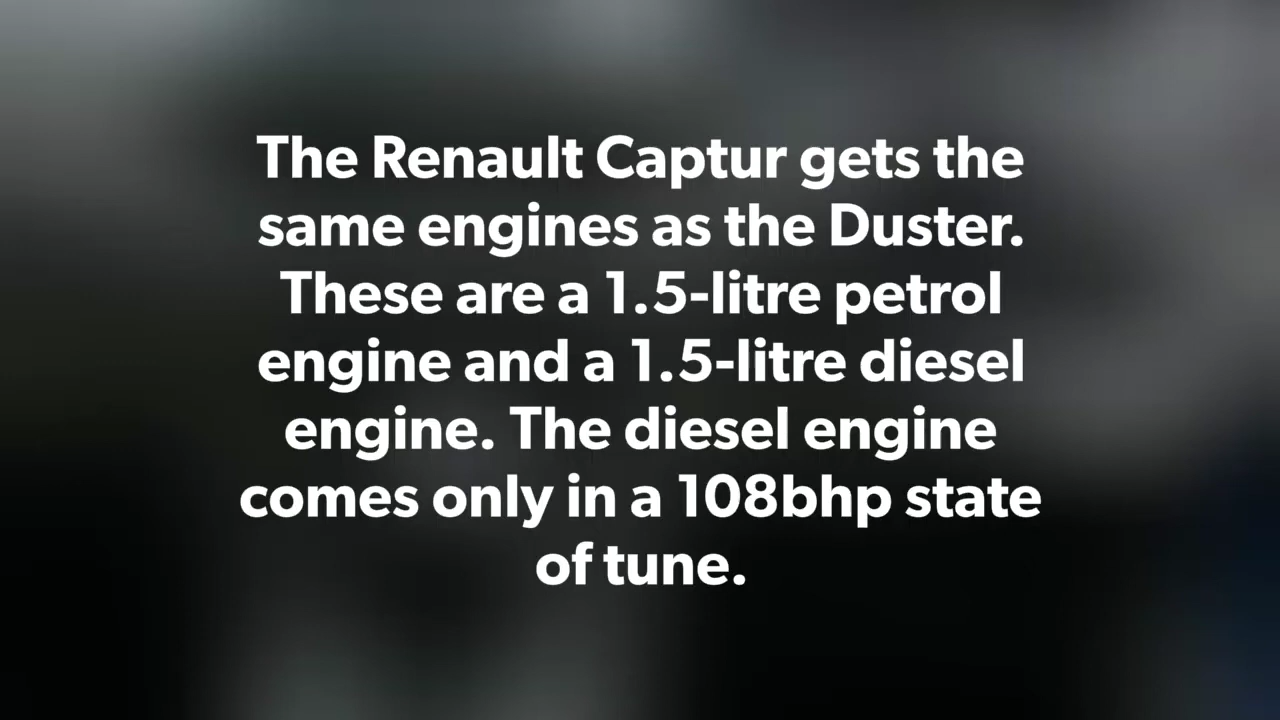 The Renault Captur gets the
same engines as the Duster.
These are a 1.5-litre petrol
engine and a 1.5-litre diesel
engine. The diesel engine
comes only in a 108bhp state
of tune.